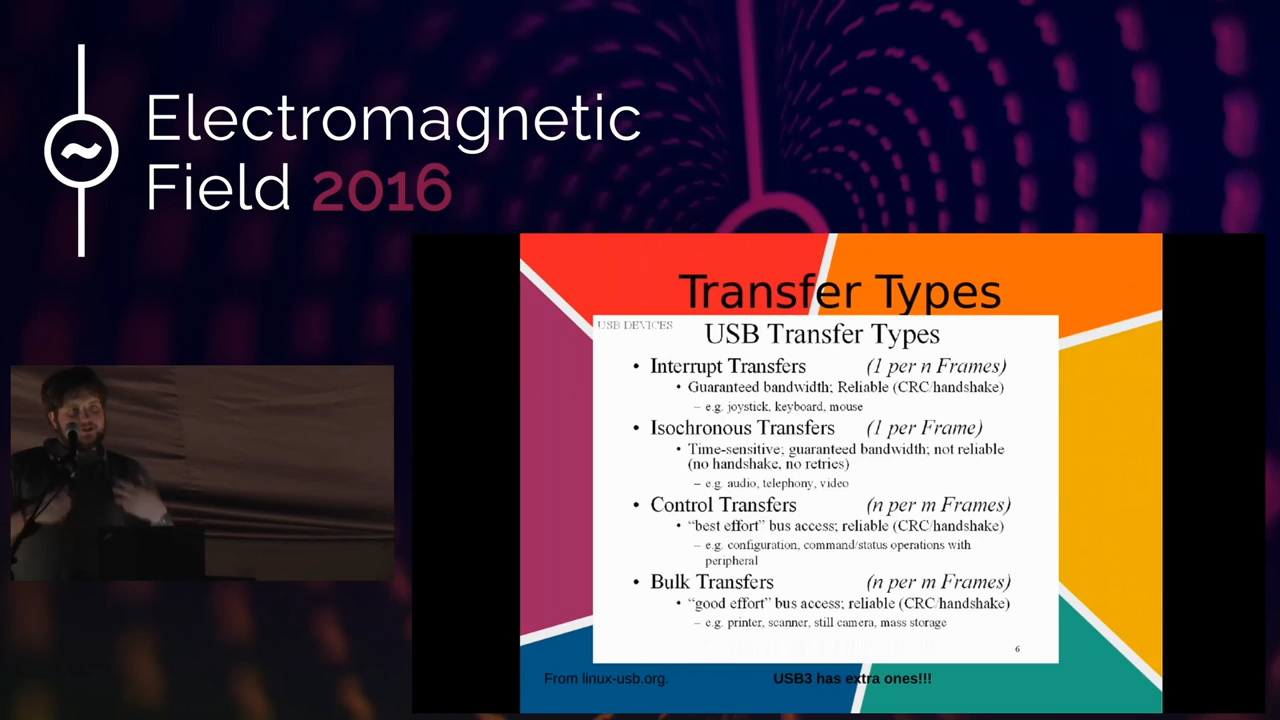 Electromagnetic
Field 2016
Transfer Types
USB DEVICES
USB Transfer Types
• Interrupt Transfers (1 per n Frames)
• Guaranteed bandwidth; Reliable (CRC/handshake)
– e.g. joystick, keyboard, mouse
• Isochronous Transfers (1 per Frame)
• Time-sensitive; guaranteed bandwidth; not reliable
(no handshake, no retries)
– e.g. audio, telephony, video
• Control Transfers (n per m Frames)
• “best effort” bus access; reliable (CRC/handshake)
– e.g. configuration, command/status operations with
peripheral
• Bulk Transfers (n per m Frames)
• “good effort” bus access; reliable (CRC/handshake)
– e.g. printer, scanner, still camera, mass storage
6
From linux-usb.org. USB3 has extra ones!!!